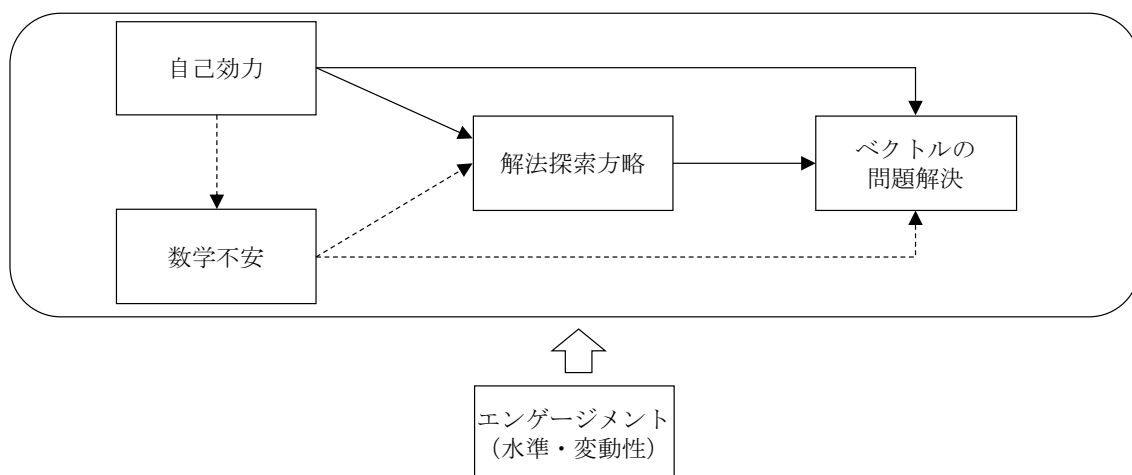 自己効力
解法探索方略
ベクトルの
問題解決
数学不安
エンゲージメント
（水準・変動性）